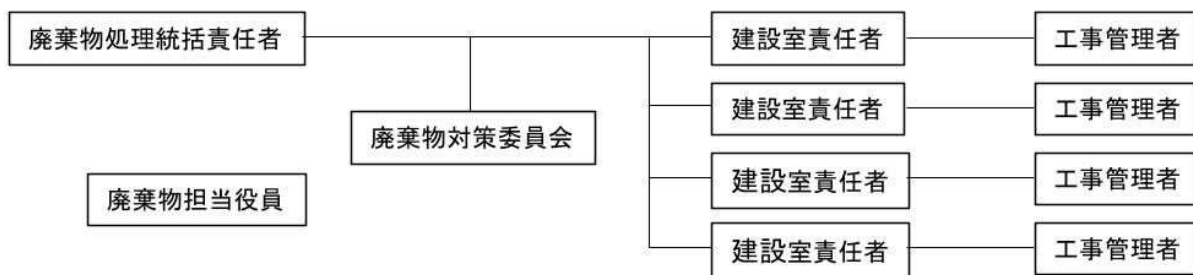 廃棄物処理統括責任者
建設室責任者
工事管理者
建設室責任者
工事管理者
廃棄物対策委員会
建設室責任者
工事管理者
廃棄物担当役員
建設室責任者
工事管理者